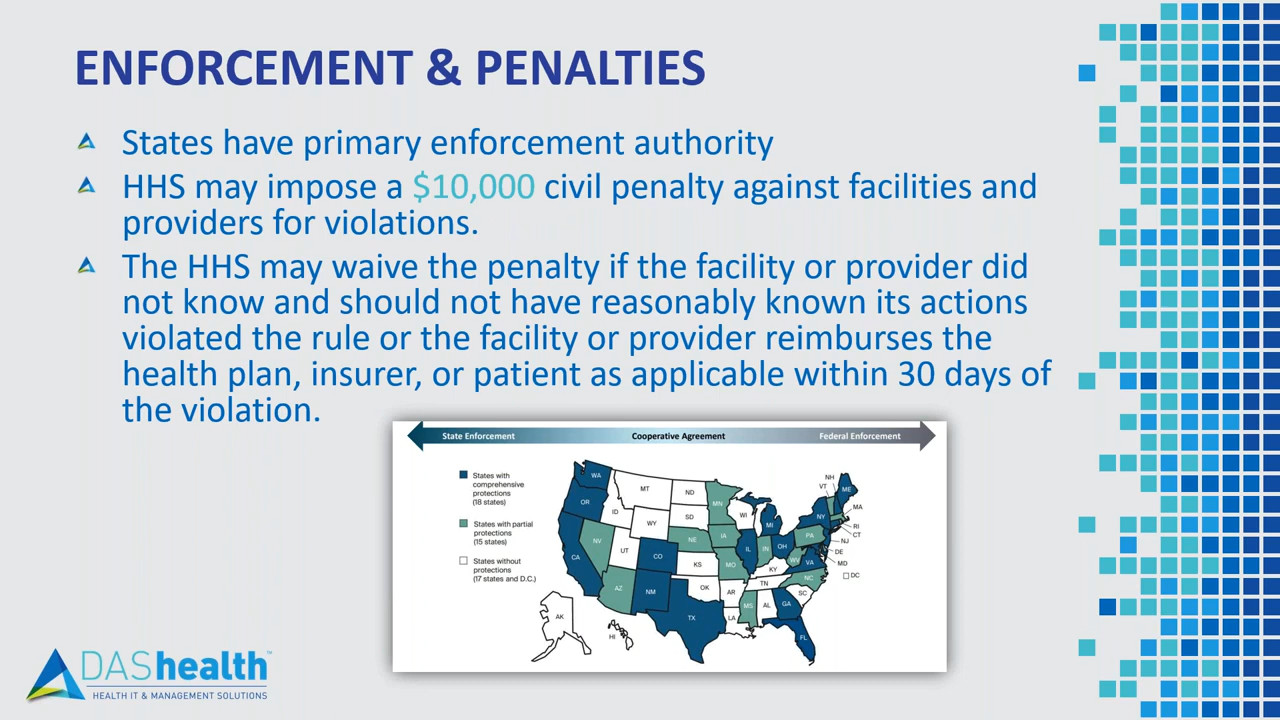 ENFORCEMENT & PENALTIES
States have primary enforcement authority
HHS may impose a $10,000 civil penalty against facilities and
providers for violations.
The HHS may waive the penalty if the facility or provider did
not know and should not have reasonably known its actions
violated the rule or the facility or provider reimburses the
health plan, insurer, or patient as applicable within 30 days of
the violation.
State Enforcement Cooperative Agreement Federal Enforcement
States with
comprehensive
protections
(18 states)
States with partial
protections
(15 states)
States without
protections
(17 states and D.C.)
WA
OR
CA
NV
ID
MT
WY
UT
CO
AZ
NM
ND
SD
NE
KS
OK
TX
MN
IA
MO
AR
LA
WI
IL
MI
IN
OH
KY
TN
MS
AL
GA
FL
SC
NC
WV
VA
PA
NY
VT
NH
ME
MA
RI
CT
NJ
DE
MD
DC
AK
HI
DAShealth™
HEALTH IT & MANAGEMENT SOLUTIONS